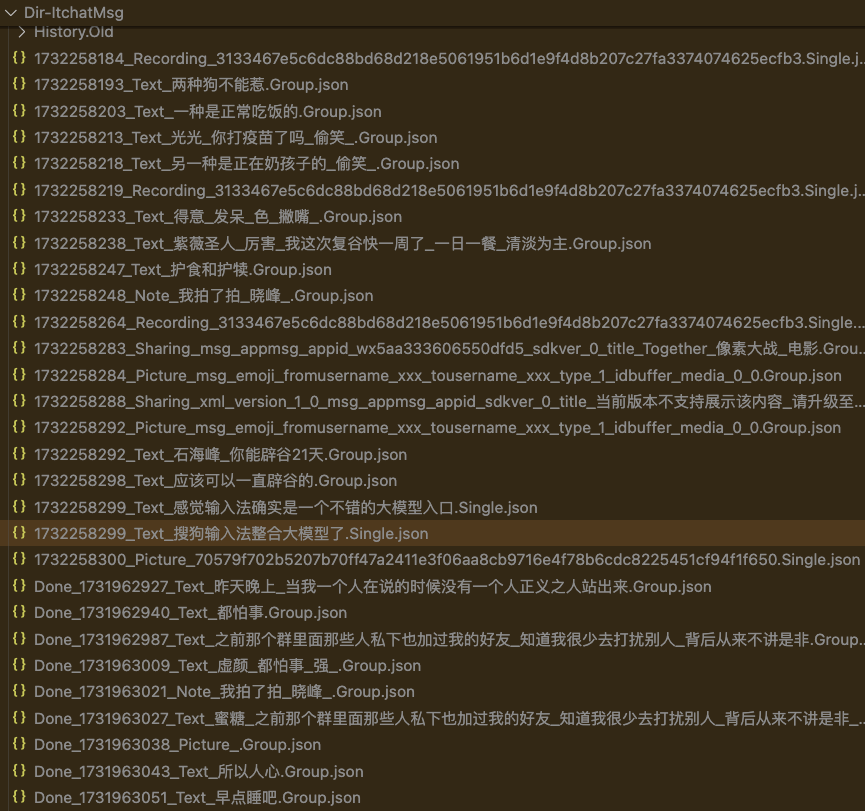 Dir-ItchatMsg
History.Old
{} 1732258184_Recording_3133467e5c6dc88bd68d218e5061951b6d1e9f4d8b207c27fa3374074625ecfb3.Single.j...
{} 1732258193_Text_两种狗不能惹.Group.json
{} 1732258203_Text_一种是正常吃饭的.Group.json
{} 1732258213_Text_光光_你打疫苗了吗_偷笑_.Group.json
{} 1732258218_Text_另一种是正在奶孩子的_偷笑_.Group.json
{} 1732258219_Recording_3133467e5c6dc88bd68d218e5061951b6d1e9f4d8b207c27fa3374074625ecfb3.Single.j...
{} 1732258233_Text_得意_发呆_色_撇嘴_.Group.json
{} 1732258238_Text_紫薇圣人_厉害_我这次复谷快一周了_一日一餐_清淡为主.Group.json
{} 1732258247_Text_护食和护犊.Group.json
{} 1732258248_Note_我拍了拍_晓峰_.Group.json
{} 1732258264_Recording_3133467e5c6dc88bd68d218e5061951b6d1e9f4d8b207c27fa3374074625ecfb3.Single...
{} 1732258283_Sharing_msg_appmsg_appid_wx5aa333606550dfd5_sdkver_0_title_Together_像素大战_电影.Grou...
{} 1732258284_Picture_msg_emoji_fromusername_xxx_tousername_xxx_type_1_idbuffer_media_0_0.Group.json
{} 1732258288_Sharing_xml_version_1_0_msg_appmsg_appid_sdkver_0_title_当前版本不支持展示该内容_请升级至...
{} 1732258292_Picture_msg_emoji_fromusername_xxx_tousername_xxx_type_1_idbuffer_media_0_0.Group.json
{} 1732258292_Text_石海峰_你能辟谷21天.Group.json
{} 1732258298_Text_应该可以一直辟谷的.Group.json
{} 1732258299_Text_感觉输入法确实是一个不错的大模型入口.Single.json
{} 1732258299_Text_搜狗输入法整合大模型了.Single.json
{} 1732258300_Picture_70579f702b5207b70ff47a2411e3f06aa8cb9716e4f78b6cdc8225451cf94f1f650.Single.json
{} Done_1731962927_Text_昨天晚上_当我一个人在说的时候没有一个人正义之人站出来.Group.json
{} Done_1731962940_Text_都怕事.Group.json
{} Done_1731962987_Text_之前那个群里面那些人私下也加过我的好友_知道我很少去打扰别人_背后从来不讲是非.Group...
{} Done_1731963009_Text_虚颜_都怕事_强_.Group.json
{} Done_1731963021_Note_我拍了拍_晓峰_.Group.json
{} Done_1731963027_Text_蜜糖_之前那个群里面那些人私下也加过我的好友_知道我很少去打扰别人_背后从来不讲是非_...
{} Done_1731963038_Picture_.Group.json
{} Done_1731963043_Text_所以人心.Group.json
{} Done_1731963051_Text_早点睡吧.Group.json